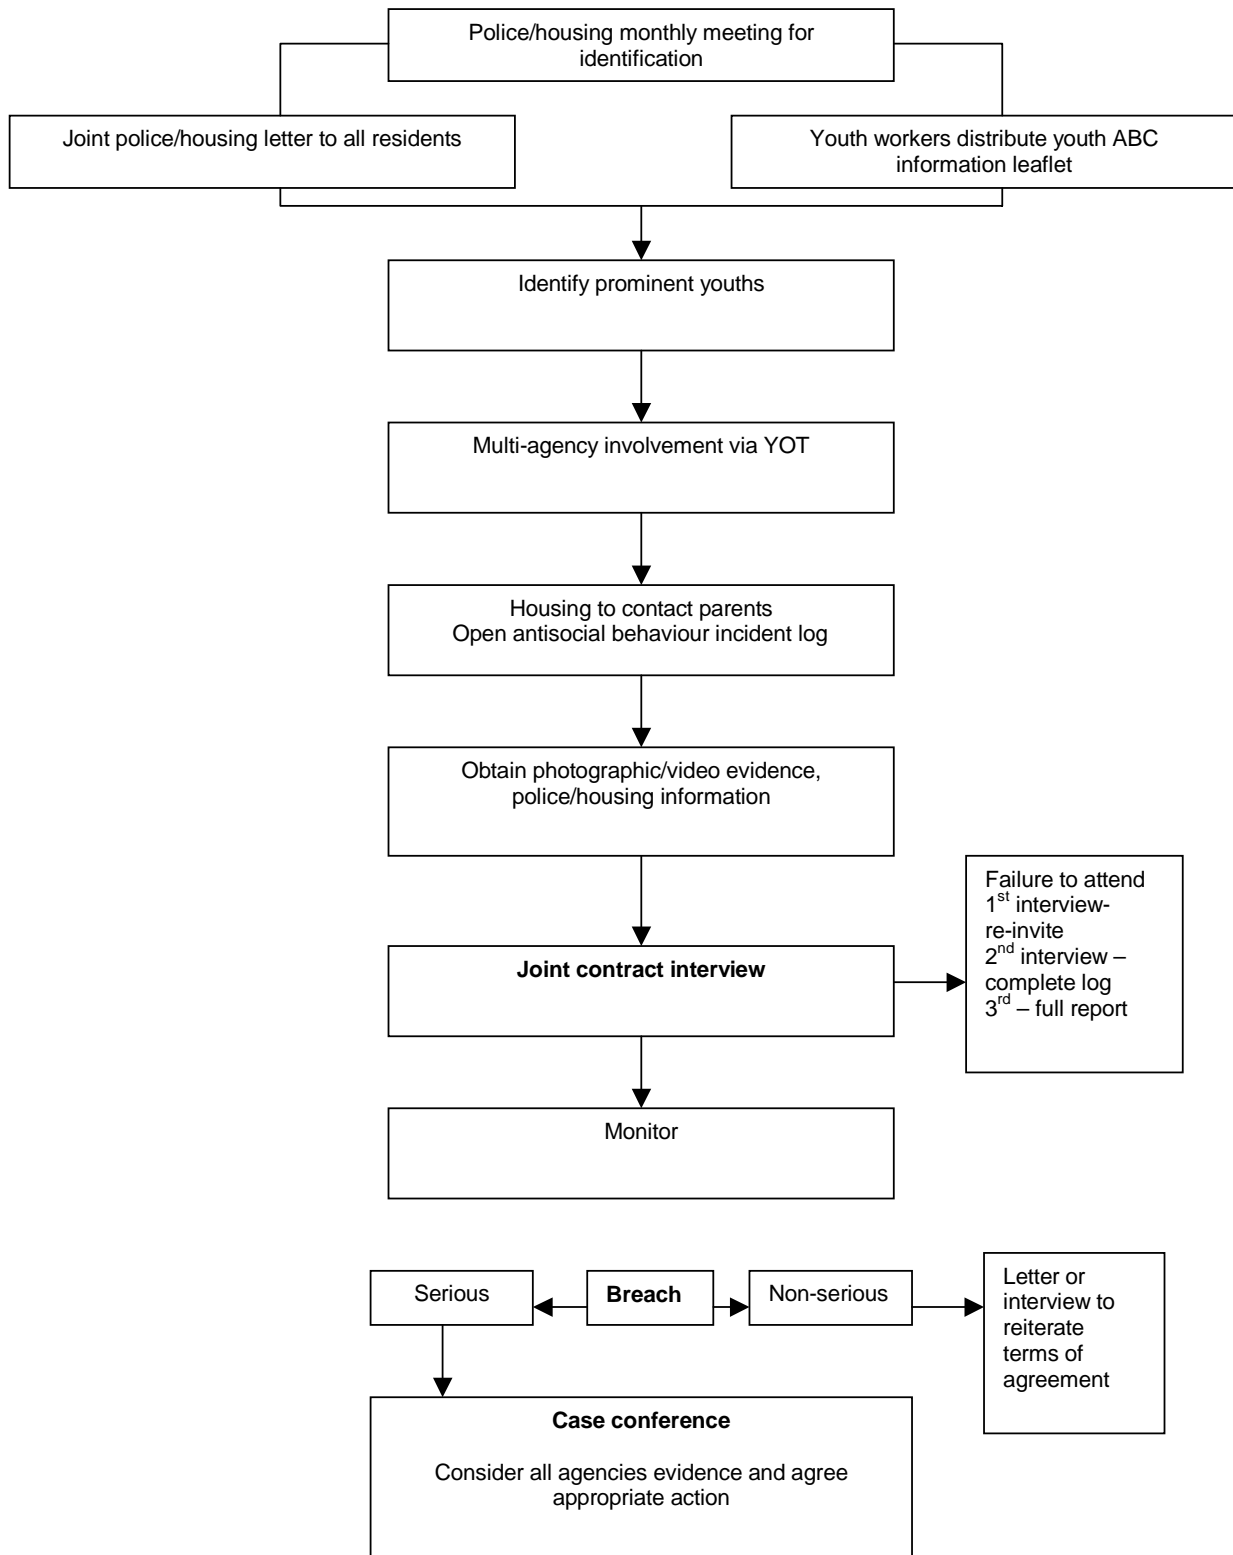 Police/housing monthly meeting for
identification
Joint police/housing letter to all residents
Youth workers distribute youth ABC
information leaflet
Identify prominent youths
Multi-agency involvement via YOT
Housing to contact parents
Open antisocial behaviour incident log
Obtain photographic/video evidence,
police/housing information
Failure to attend
1st interview-
re-invite
2nd interview –
complete log
3rd – full report
Joint contract interview
Monitor
Serious
Breach
Non-serious
Letter or
interview to
reiterate
terms of
agreement
Case conference
Consider all agencies evidence and agree
appropriate action